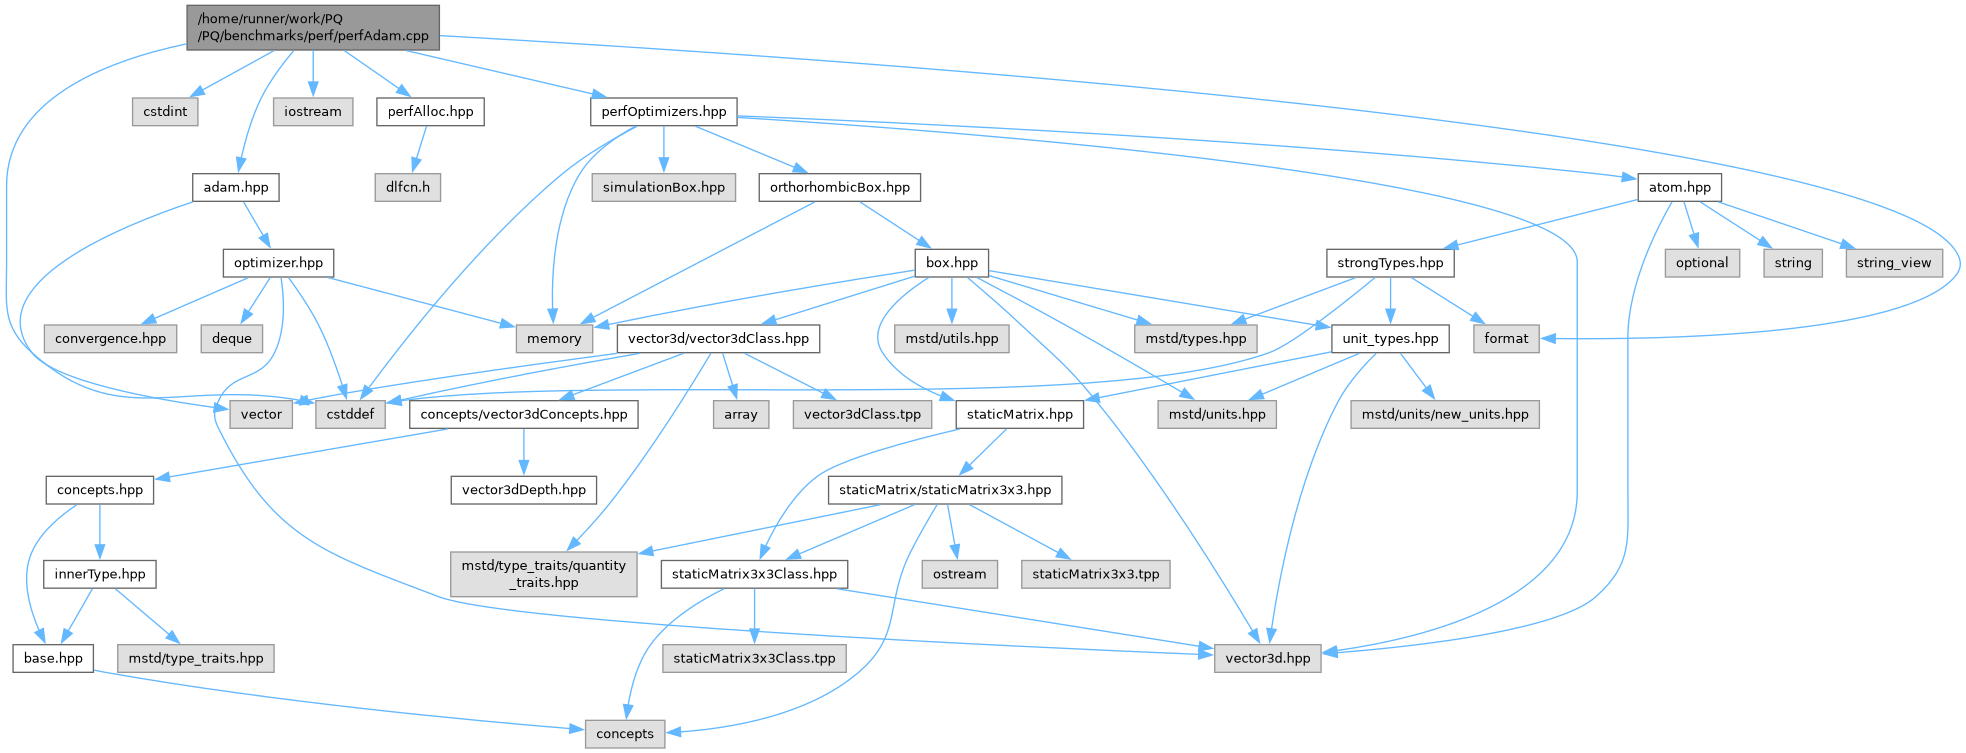 /home/runner/work/PQ
/PQ/benchmarks/perf/perfAdam.cpp
cstdint
iostream
perfAlloc.hpp
perfOptimizers.hpp
adam.hpp
dlfcn.h
simulationBox.hpp
orthorhombicBox.hpp
atom.hpp
optimizer.hpp
box.hpp
strongTypes.hpp
optional
string
string_view
convergence.hpp
deque
memory
vector3d/vector3dClass.hpp
mstd/utils.hpp
mstd/types.hpp
unit_types.hpp
format
vector
cstddef
concepts/vector3dConcepts.hpp
array
vector3dClass.tpp
staticMatrix.hpp
mstd/units.hpp
mstd/units/new_units.hpp
concepts.hpp
vector3dDepth.hpp
staticMatrix/staticMatrix3x3.hpp
innerType.hpp
mstd/type_traits/quantity
_traits.hpp
staticMatrix3x3Class.hpp
ostream
staticMatrix3x3.tpp
base.hpp
mstd/type_traits.hpp
staticMatrix3x3Class.tpp
vector3d.hpp
concepts